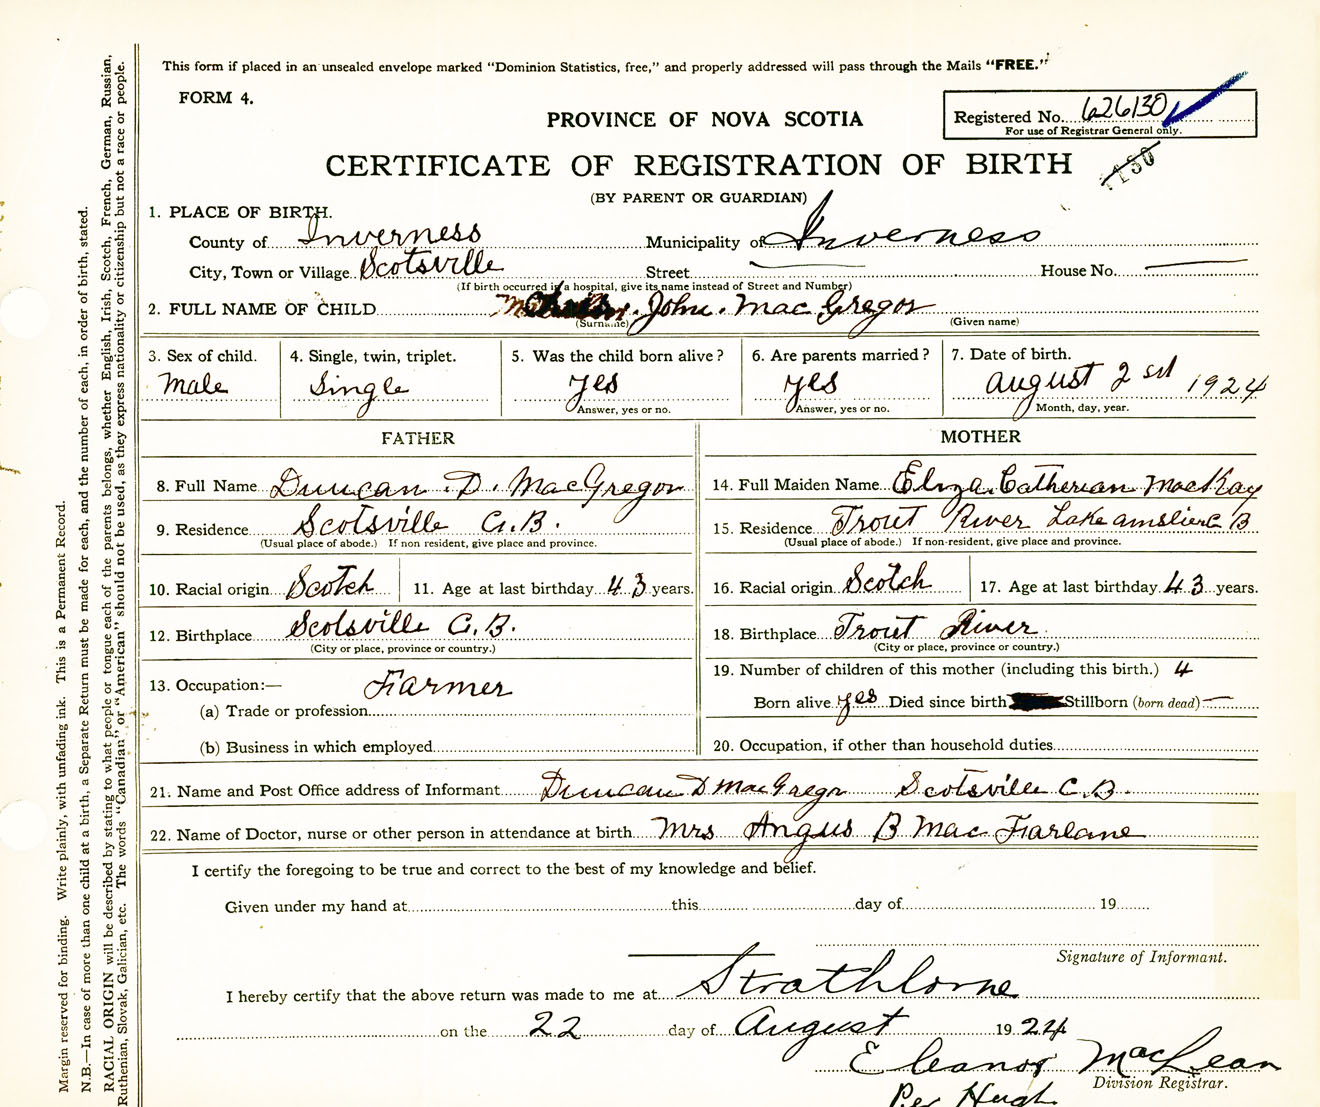 This form if placed in an unsealed envelope marked "Dominion Statistics, free," and properly addressed will pass through the Mails "FREE."
FORM 4.
Registered No. 626130
For use of Registrar General only.
PROVINCE OF NOVA SCOTIA
CERTIFICATE OF REGISTRATION OF BIRTH
(BY PARENT OR GUARDIAN)
1. PLACE OF BIRTH.
County of Inverness Municipality of Inverness
City, Town or Village Scotsville Street House No.
(If birth occurred in a hospital, give its name instead of Street and Number)
2. FULL NAME OF CHILD John. Mac Gregor
(Surname) (Given name)
3. Sex of child. 4. Single, twin, triplet. 5. Was the child born alive? 6. Are parents married? 7. Date of birth.
Male Single yes yes August 2 sd 1924
Answer, yes or no. Answer, yes or no. Month, day, year.
FATHER MOTHER
8. Full Name Duncan. D. MacGregor 14. Full Maiden Name Eliza. Catherian MacKay
9. Residence Scotsville C.B. 15. Residence Trout River Lake C B
(Usual place of abode.) If non resident, give place and province. (Usual place of abode.) If non-resident, give place and province.
10. Racial origin Scotch 11. Age at last birthday 43 years. 16. Racial origin Scotch 17. Age at last birthday 43 years.
12. Birthplace Scotsville C.B. 18. Birthplace Trout River
(City or place, province or country.) (City or place, province or country.)
13. Occupation:— Farmer 19. Number of children of this mother (including this birth.) 4
(a) Trade or profession Born alive yes Died since birth Stillborn (born dead) —
(b) Business in which employed 20. Occupation, if other than household duties
21. Name and Post Office address of Informant Duncan D MacGregor Scotsville C.B.
22. Name of Doctor, nurse or other person in attendance at birth Mrs Angus B Mac Farlane
I certify the foregoing to be true and correct to the best of my knowledge and belief.
Given under my hand at this day of 19
Signature of Informant.
I hereby certify that the above return was made to me at Strathlorne
on the 22 day of August 1924
Eleanor MacLean
Division Registrar.
Per Hugh
Margin reserved for binding. Write plainly, with unfading ink. This is a Permanent Record.
N.B.—In case of more than one child at a birth, a Separate Return must be made for each, and the number of each, in order of birth, stated.
RACIAL ORIGIN will be described by stating to what people or tongue each of the parents belongs, whether English, Irish, Scotch, French, German, Russian,
Ruthenian, Slovak, Galician, etc. The words "Canadian" or "American" should not be used, as they express nationality or citizenship but not a race or people.